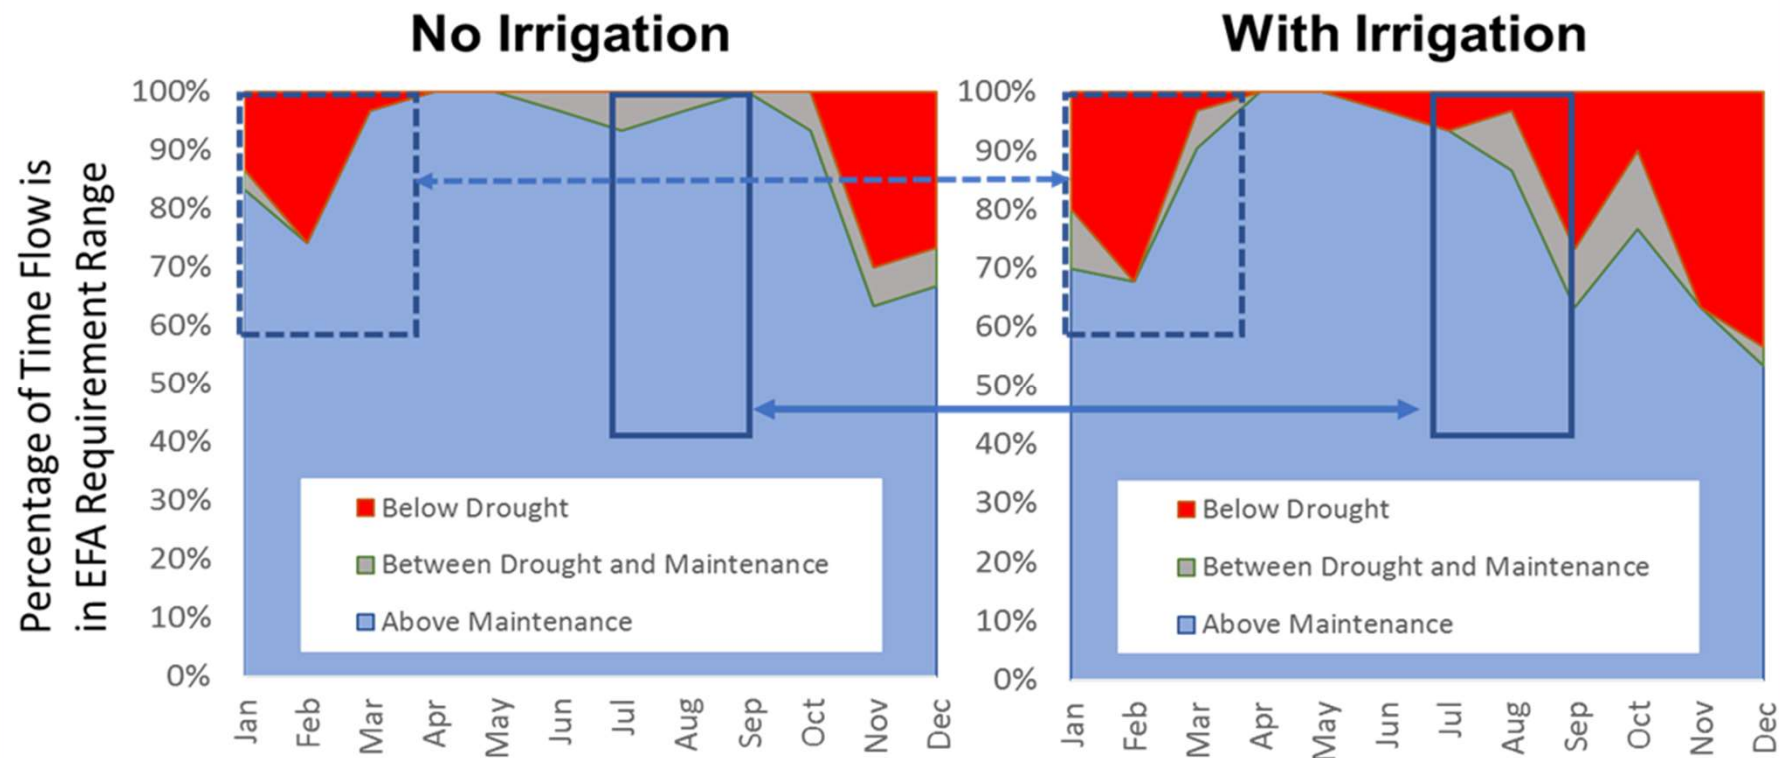 No Irrigation
With Irrigation
Percentage of Time Flow is
in EFA Requirement Range
100%
90%
80%
70%
60%
50%
40%
30%
20%
10%
0%
Below Drought
Between Drought and Maintenance
Above Maintenance
Jan
Feb
Mar
Apr
May
Jun
Jul
Aug
Sep
Oct
Nov
Dec
100%
90%
80%
70%
60%
50%
40%
30%
20%
10%
0%
Below Drought
Between Drought and Maintenance
Above Maintenance
Jan
Feb
Mar
Apr
May
Jun
Jul
Aug
Sep
Oct
Nov
Dec